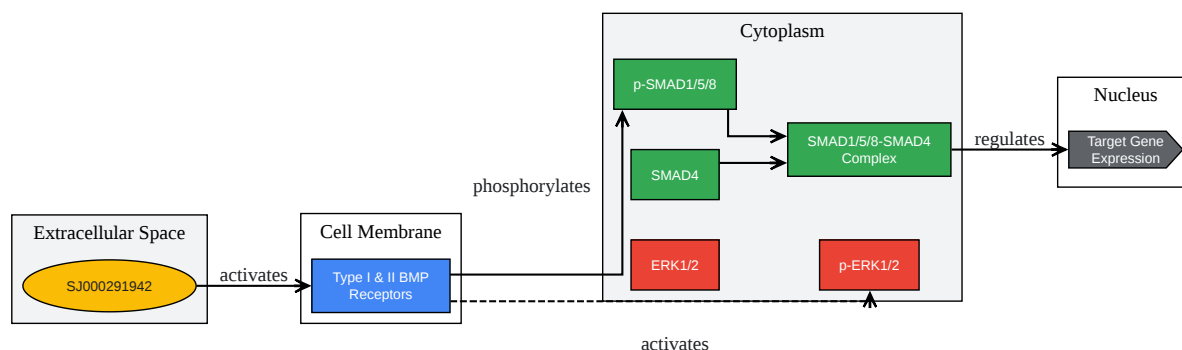 Cytoplasm
p-SMAD1/5/8
Nucleus
SMAD1/5/8-SMAD4
Complex
regulates
Target Gene
Expression
SMAD4
phosphorylates
Extracellular Space
Cell Membrane
ERK1/2
p-ERK1/2
SJ000291942
activates
Type I & II BMP
Receptors
activates